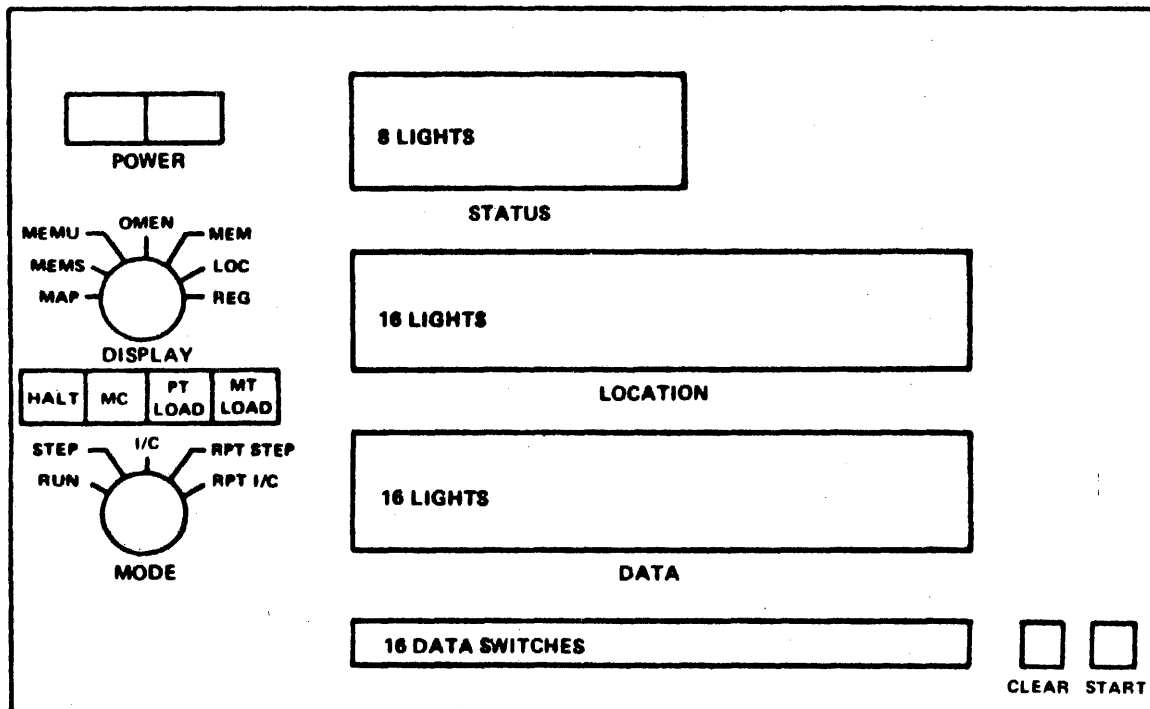 8 LIGHTS
POWER
STATUS
OMEN
MEMU
MEM
MEMS
LOC
MAP
REG
DISPLAY
16 LIGHTS
LOCATION
HALT
MC
PT
LOAD
MT
LOAD
I/C
STEP
RPT STEP
RUN
RPT I/C
MODE
16 LIGHTS
DATA
16 DATA SWITCHES
CLEAR
START